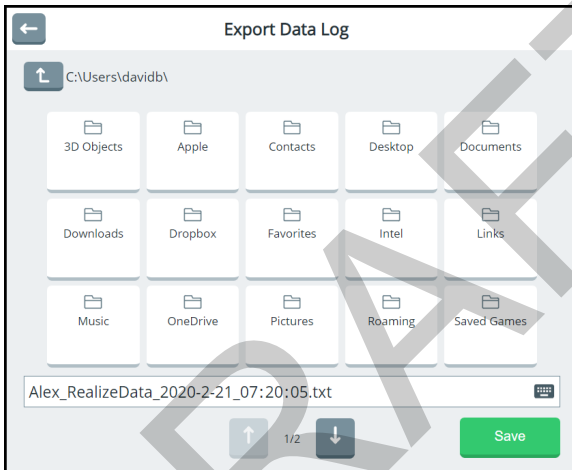 Export Data Log
C:\Users\davidb\
3D Objects Apple Contacts Desktop Documents
Downloads Dropbox Favorites Intel Links
Music OneDrive Pictures Roaming Saved Games
Alex_RealizeData_2020-2-21_07:20:05.txt
1/2 Save